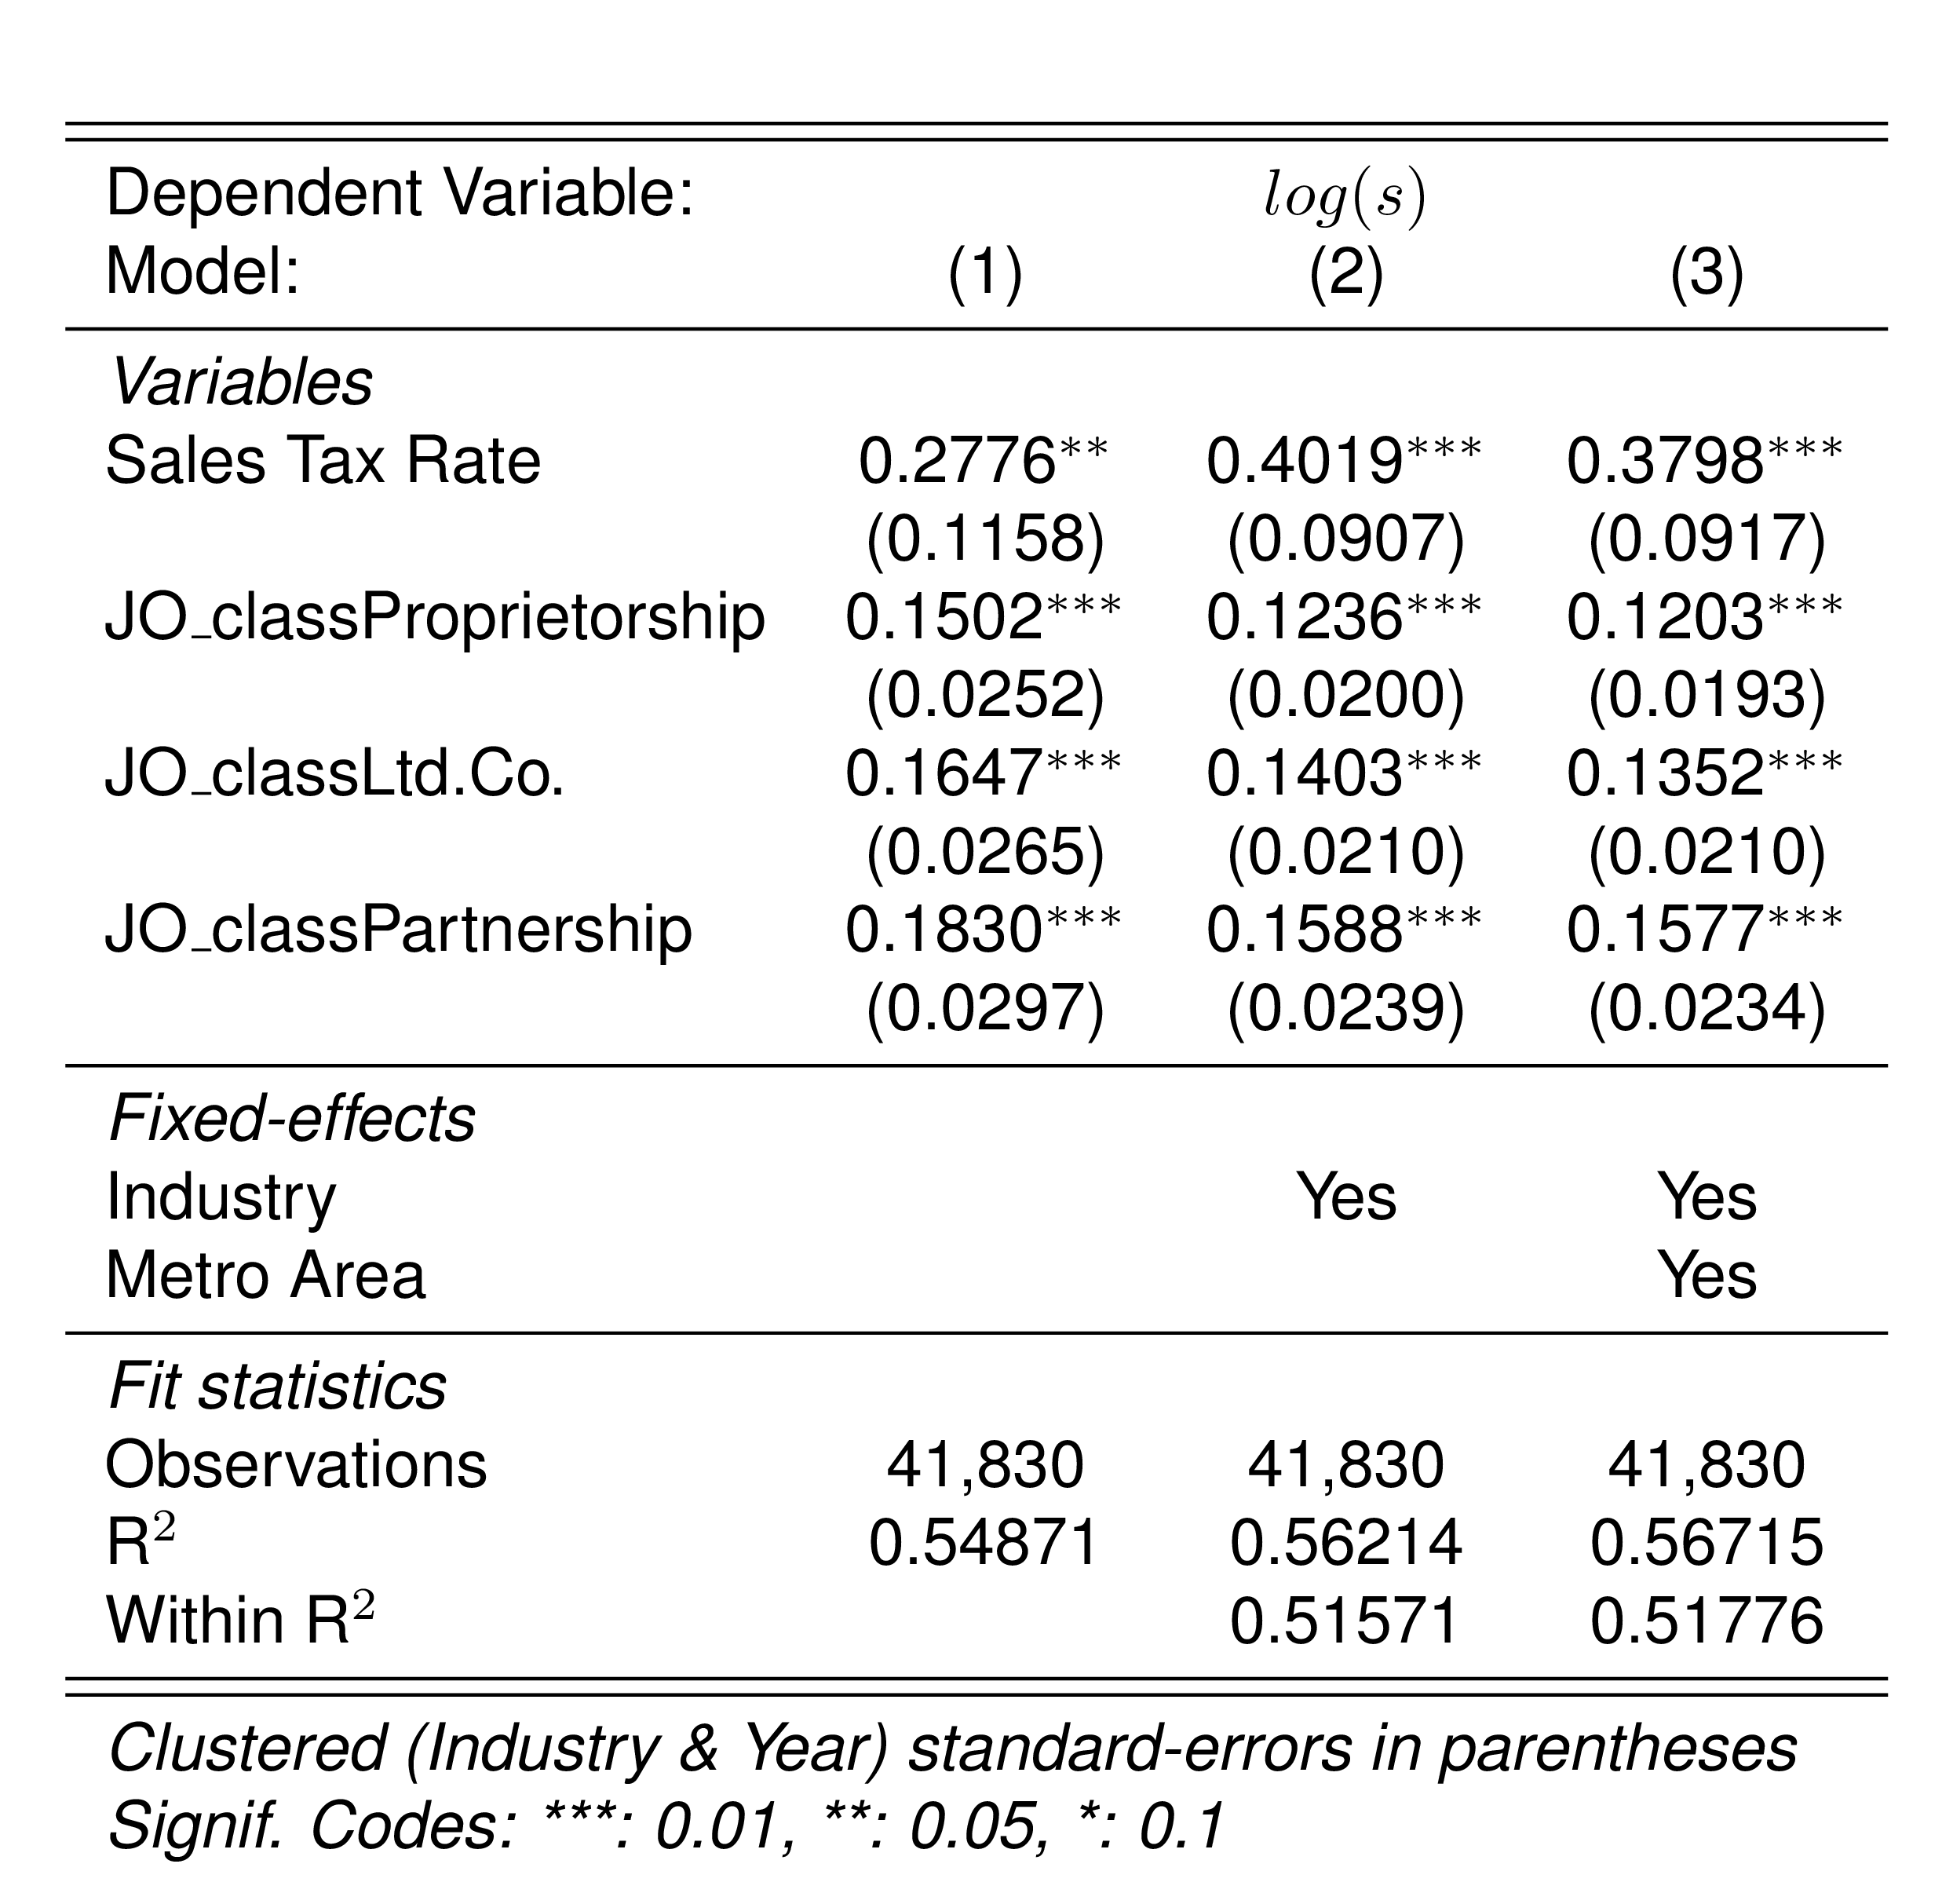 Dependent Variable: log(s)
Model: (1) (2) (3)
Variables
Sales Tax Rate 0.2776** 0.4019*** 0.3798***
(0.1158) (0.0907) (0.0917)
JO_classProprietorship 0.1502*** 0.1236*** 0.1203***
(0.0252) (0.0200) (0.0193)
JO_classLtd.Co. 0.1647*** 0.1403*** 0.1352***
(0.0265) (0.0210) (0.0210)
JO_classPartnership 0.1830*** 0.1588*** 0.1577***
(0.0297) (0.0239) (0.0234)
Fixed-effects
Industry Yes Yes
Metro Area Yes
Fit statistics
Observations 41,830 41,830 41,830
R² 0.54871 0.56214 0.56715
Within R² 0.51571 0.51776
Clustered (Industry & Year) standard-errors in parentheses
Signif. Codes: ***: 0.01, **: 0.05, *: 0.1